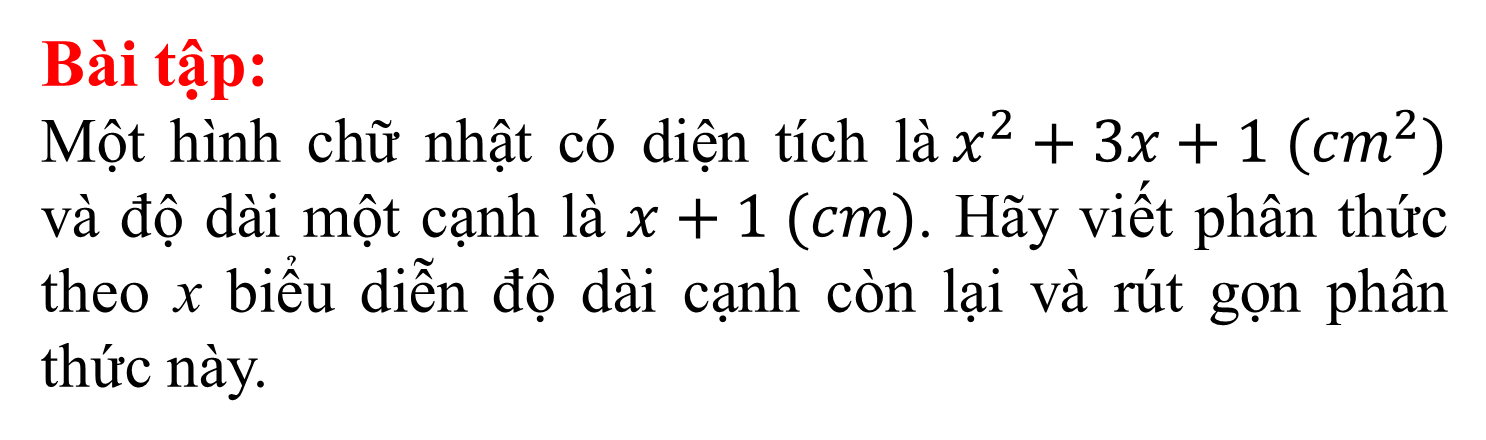 Bài tập:
Một hình chữ nhật có diện tích là x² + 3x + 1 (cm²)
và độ dài một cạnh là x + 1 (cm). Hãy viết phân thức
theo x biểu diễn độ dài cạnh còn lại và rút gọn phân
thức này.